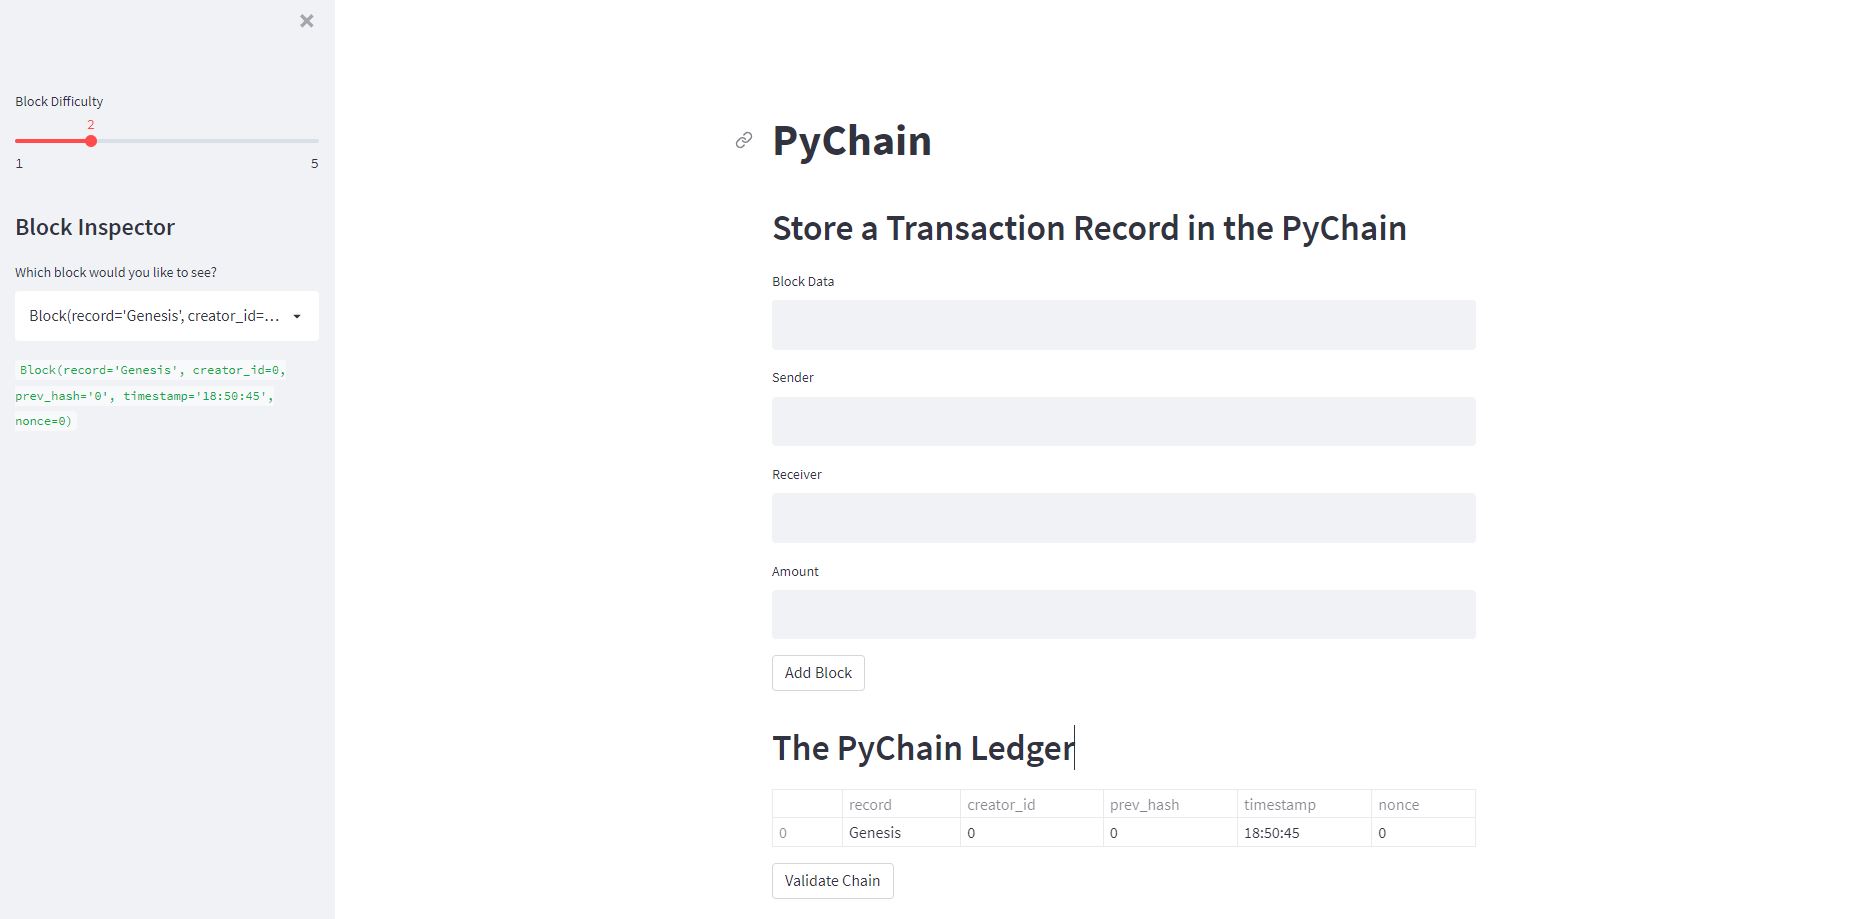 ×
Block Difficulty
2
1 5
Block Inspector
Which block would you like to see?
Block(record='Genesis', creator_id=...
Block(record='Genesis', creator_id=0,
prev_hash='0', timestamp='18:50:45',
nonce=0)
PyChain
Store a Transaction Record in the PyChain
Block Data
Sender
Receiver
Amount
Add Block
The PyChain Ledger
record creator_id prev_hash timestamp nonce
0 Genesis 0 0 18:50:45 0
Validate Chain